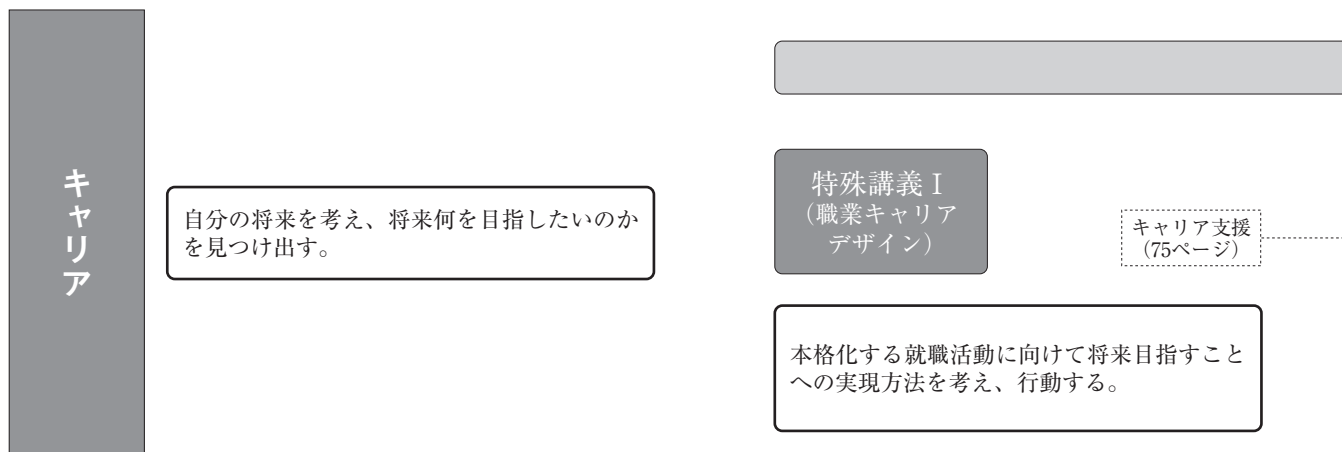 キャリア
自分の将来を考え、将来何を目指したいのか
を見つけ出す。
特殊講義Ⅰ
（職業キャリア
デザイン）
キャリア支援
（75ページ）
本格化する就職活動に向けて将来目指すこと
への実現方法を考え、行動する。